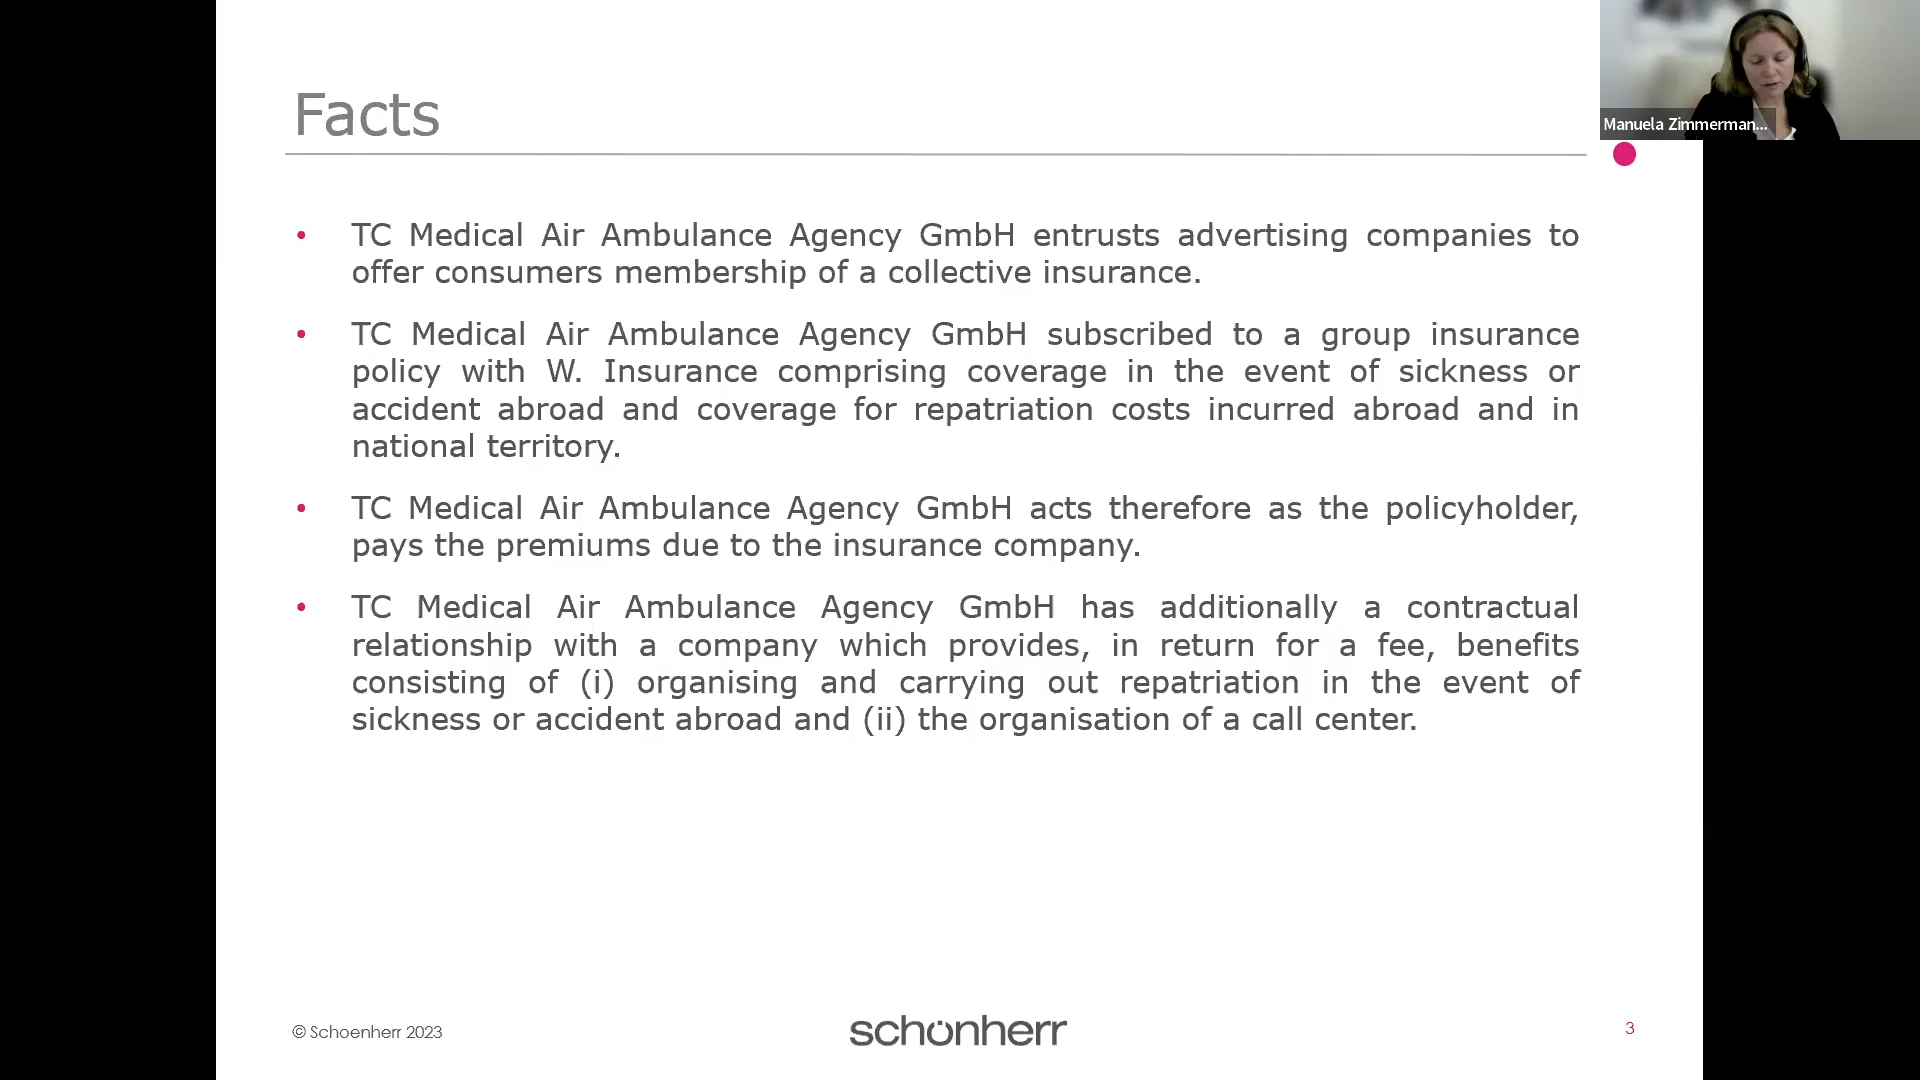 Facts
Manuela Zimmerman...
• TC Medical Air Ambulance Agency GmbH entrusts advertising companies to
offer consumers membership of a collective insurance.
• TC Medical Air Ambulance Agency GmbH subscribed to a group insurance
policy with W. Insurance comprising coverage in the event of sickness or
accident abroad and coverage for repatriation costs incurred abroad and in
national territory.
• TC Medical Air Ambulance Agency GmbH acts therefore as the policyholder,
pays the premiums due to the insurance company.
• TC Medical Air Ambulance Agency GmbH has additionally a contractual
relationship with a company which provides, in return for a fee, benefits
consisting of (i) organising and carrying out repatriation in the event of
sickness or accident abroad and (ii) the organisation of a call center.
© Schoenherr 2023
schönherr
3